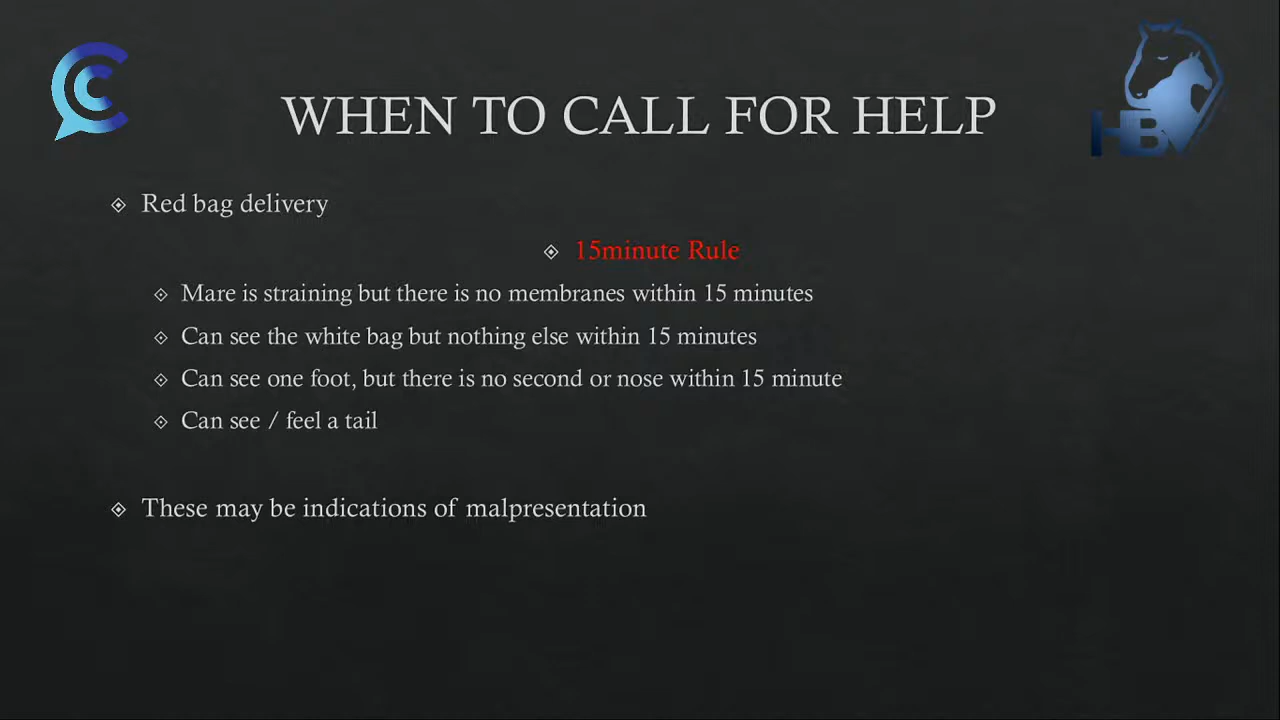 WHEN TO CALL FOR HELP
HBV
Red bag delivery
15minute Rule
Mare is straining but there is no membranes within 15 minutes
Can see the white bag but nothing else within 15 minutes
Can see one foot, but there is no second or nose within 15 minute
Can see / feel a tail
These may be indications of malpresentation